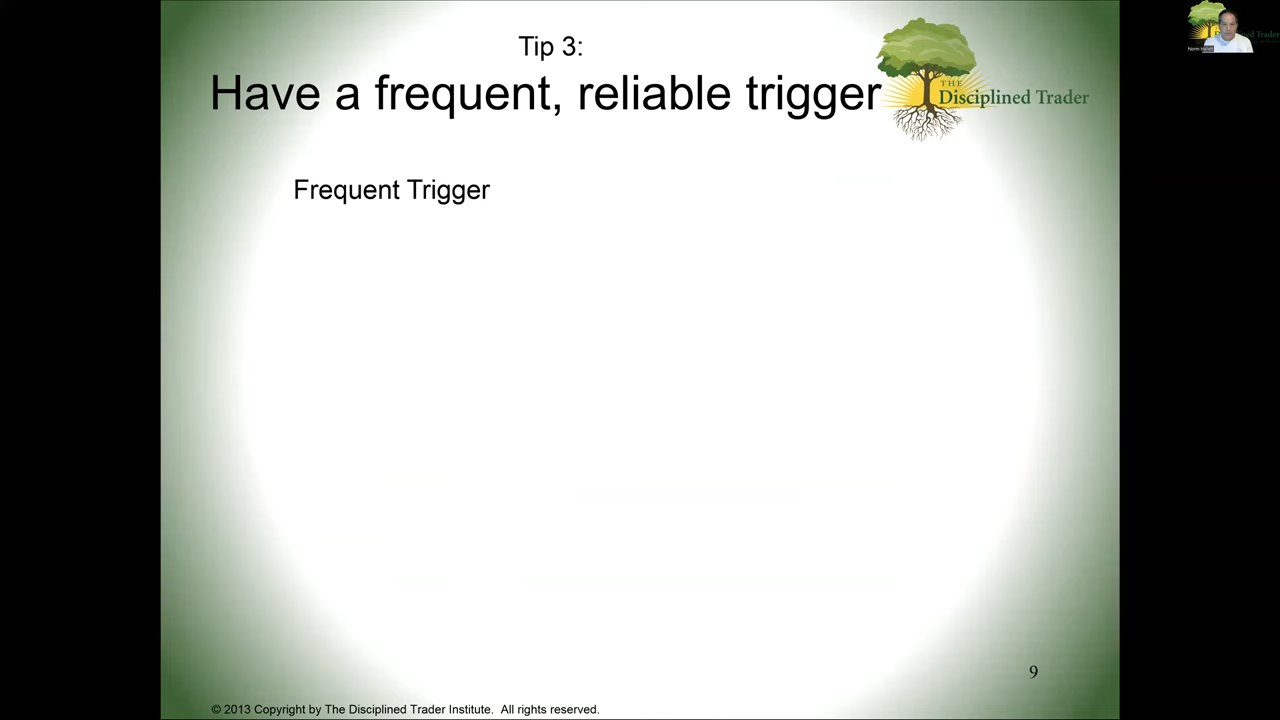 Tip 3:
Have a frequent, reliable trigger
THE
Disciplined Trader
Frequent Trigger
9
© 2013 Copyright by The Disciplined Trader Institute. All rights reserved.